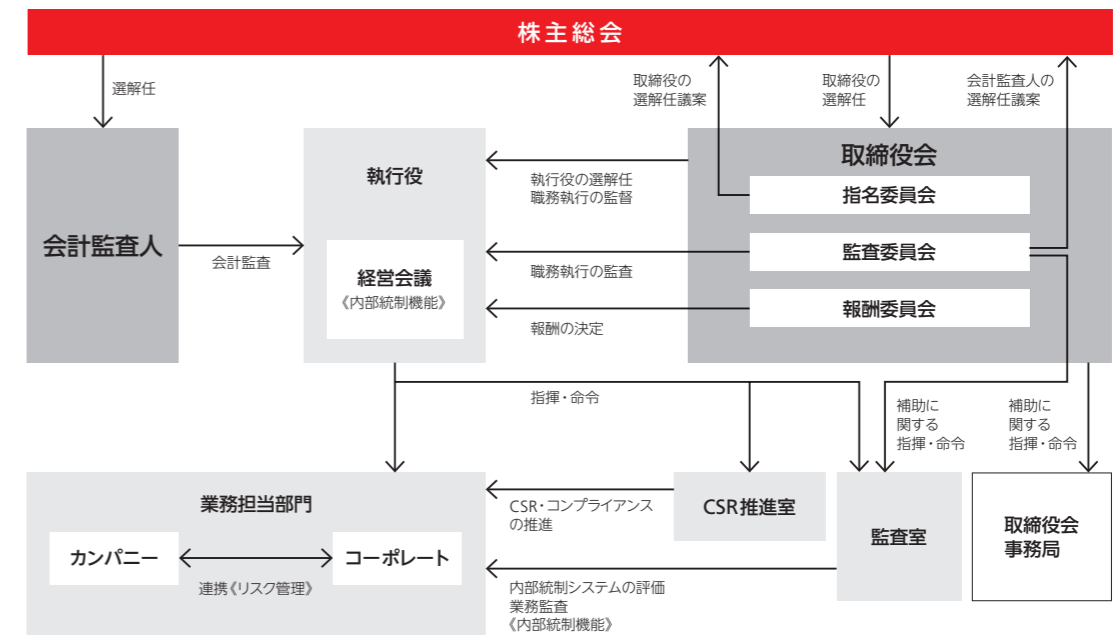 株主総会
選解任
取締役の
選解任議案
取締役の
選解任
会計監査人の
選解任議案
会計監査人
会計監査
執行役
経営会議
《内部統制機能》
執行役の選解任
職務執行の監督
職務執行の監査
報酬の決定
取締役会
指名委員会
監査委員会
報酬委員会
指揮・命令
補助に
関する
指揮・命令
補助に
関する
指揮・命令
業務担当部門
カンパニー
コーポレート
連携《リスク管理》
CSR・コンプライアンス
の推進
CSR推進室
内部統制システムの評価
業務監査
《内部統制機能》
監査室
取締役会
事務局